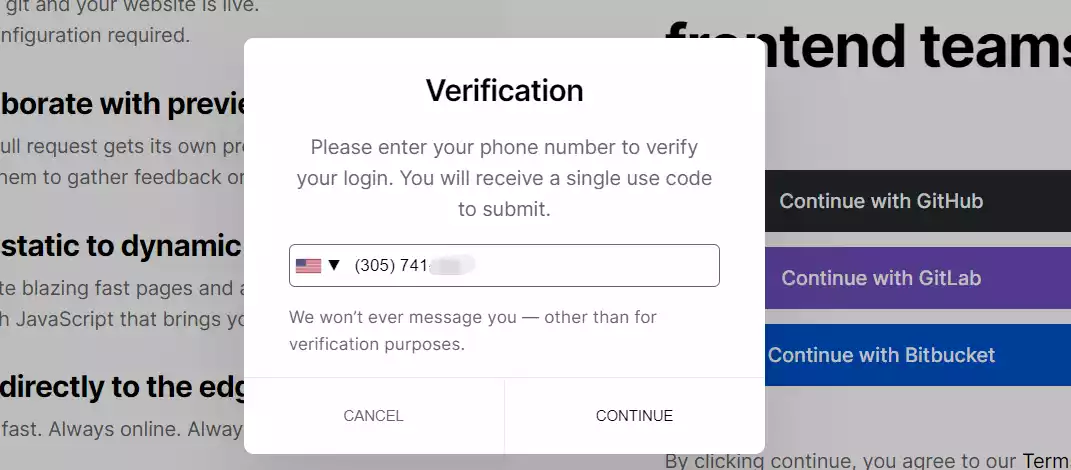 git and your website is live.
nfiguration required.
borate with previe
ull request gets its own pr
hem to gather feedback or
static to dynamic
te blazing fast pages and a
h JavaScript that brings yo
directly to the edg
fast. Always online. Alway
Verification
Please enter your phone number to verify
your login. You will receive a single use code
to submit.
(305) 741-
We won’t ever message you — other than for
verification purposes.
CANCEL
CONTINUE
frontend teams
Continue with GitHub
Continue with GitLab
Continue with Bitbucket
By clicking continue, you agree to our Term